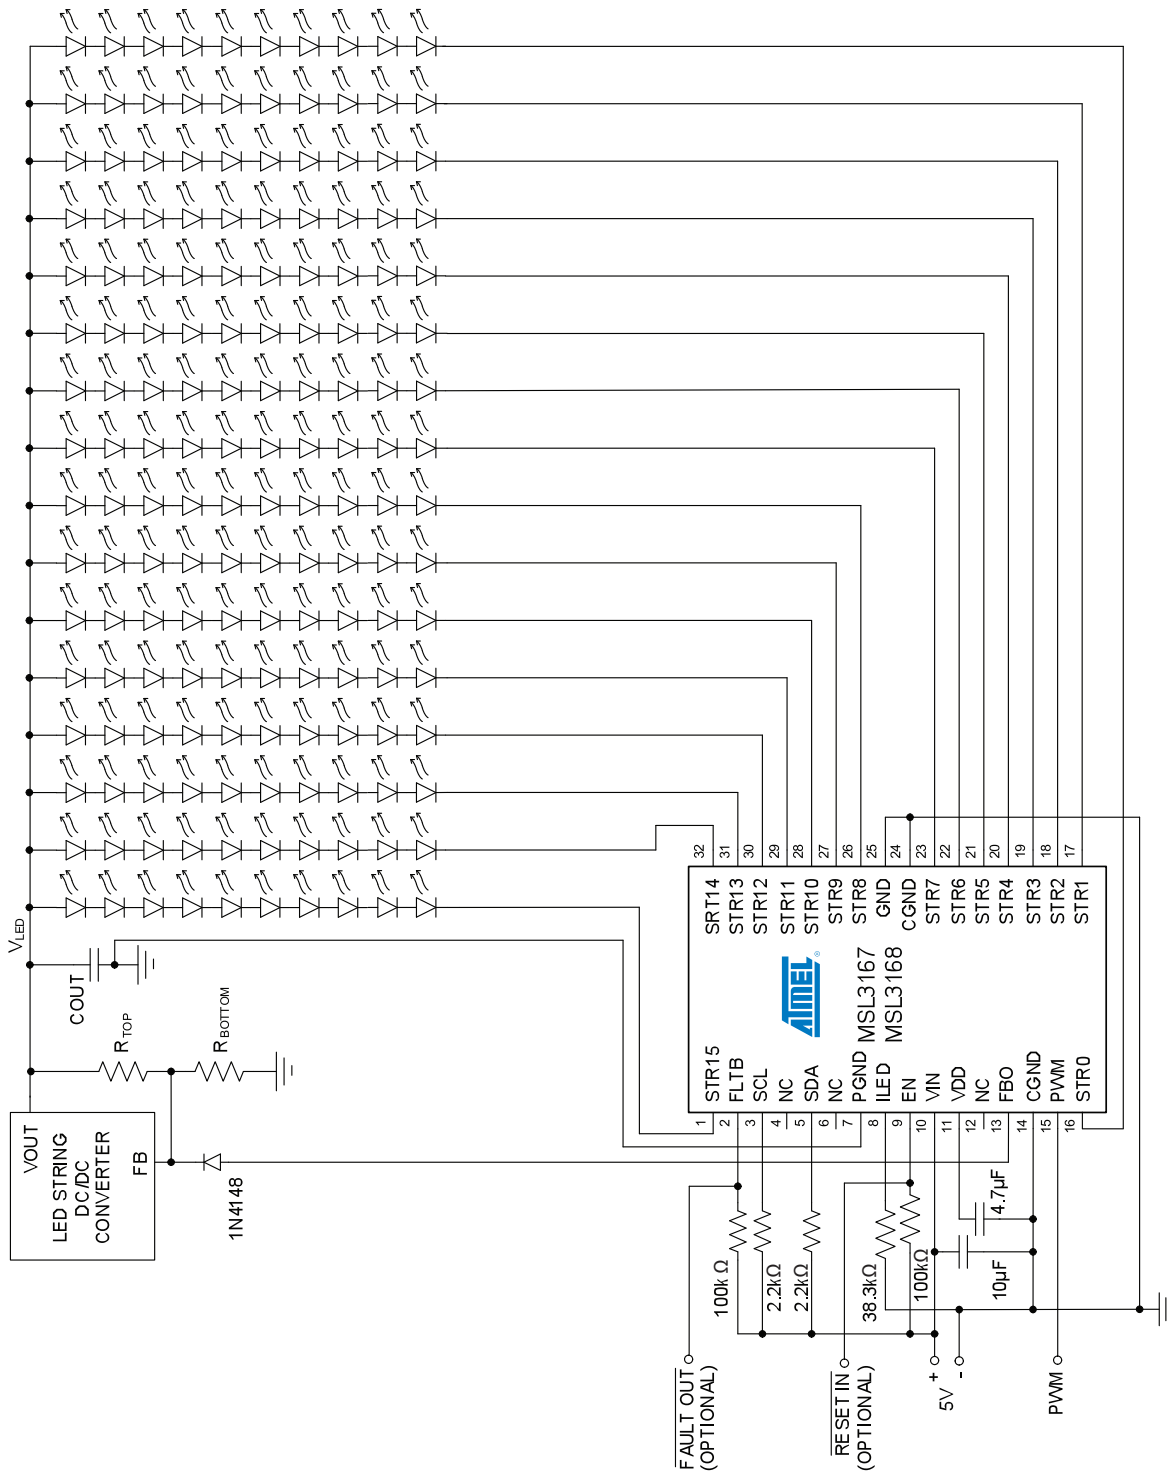 V_LED
COUT
R_TOP
R_BOTTOM
VOUT
LED STRING
DC/DC
CONVERTER
FB
1N4148
32
31
30
29
28
27
26
25
24
23
22
21
20
19
18
17
SRT14
STR13
STR12
STR11
STR10
STR9
STR8
GND
CGND
STR7
STR6
STR5
STR4
STR3
STR2
STR1
ATMEL®
MSL3167
MSL3168
STR15
FLTB
SCL
NC
SDA
NC
PGND
ILED
EN
VIN
VDD
NC
FBO
CGND
PWM
STR0
1
2
3
4
5
6
7
8
9
10
11
12
13
14
15
16
100k Ω
2.2kΩ
2.2kΩ
38.3kΩ
100kΩ
10µF
4.7µF
FAULT OUT
(OPTIONAL)
RESET IN
(OPTIONAL)
5V + -
PWM